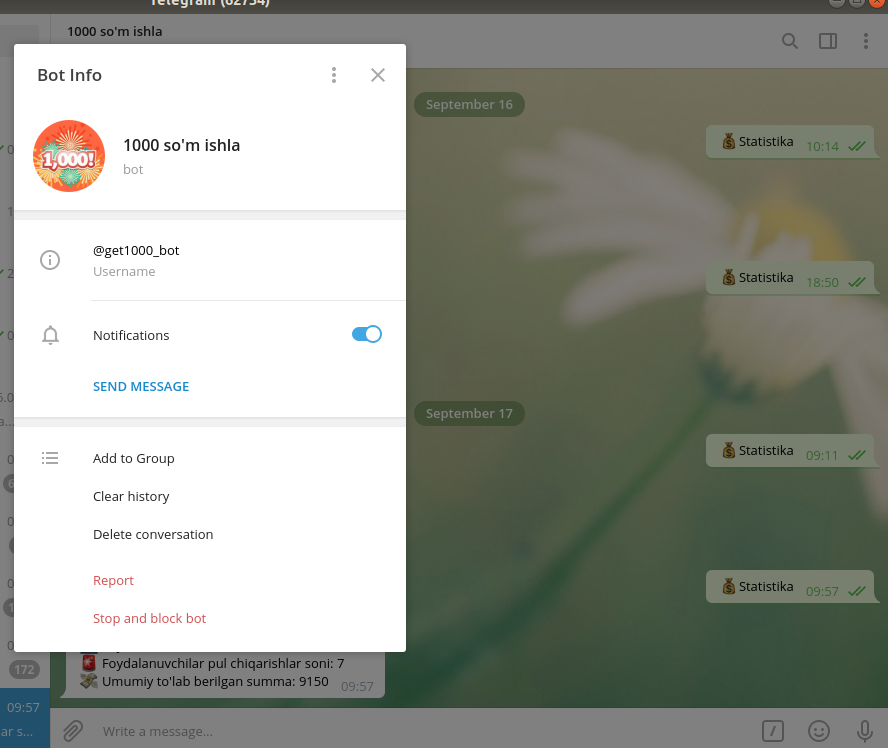 Telegram (62754)
1000 so'm ishla
Bot Info
1,000!
1000 so'm ishla
bot
@get1000_bot
Username
Notifications
SEND MESSAGE
Add to Group
Clear history
Delete conversation
Report
Stop and block bot
172
09:57
ar s...
September 16
Statistika 10:14
Statistika 18:50
September 17
Statistika 09:11
Statistika 09:57
Foydalanuvchilar pul chiqarishlar soni: 7
Umumiy to'lab berilgan summa: 9150 09:57
Write a message...